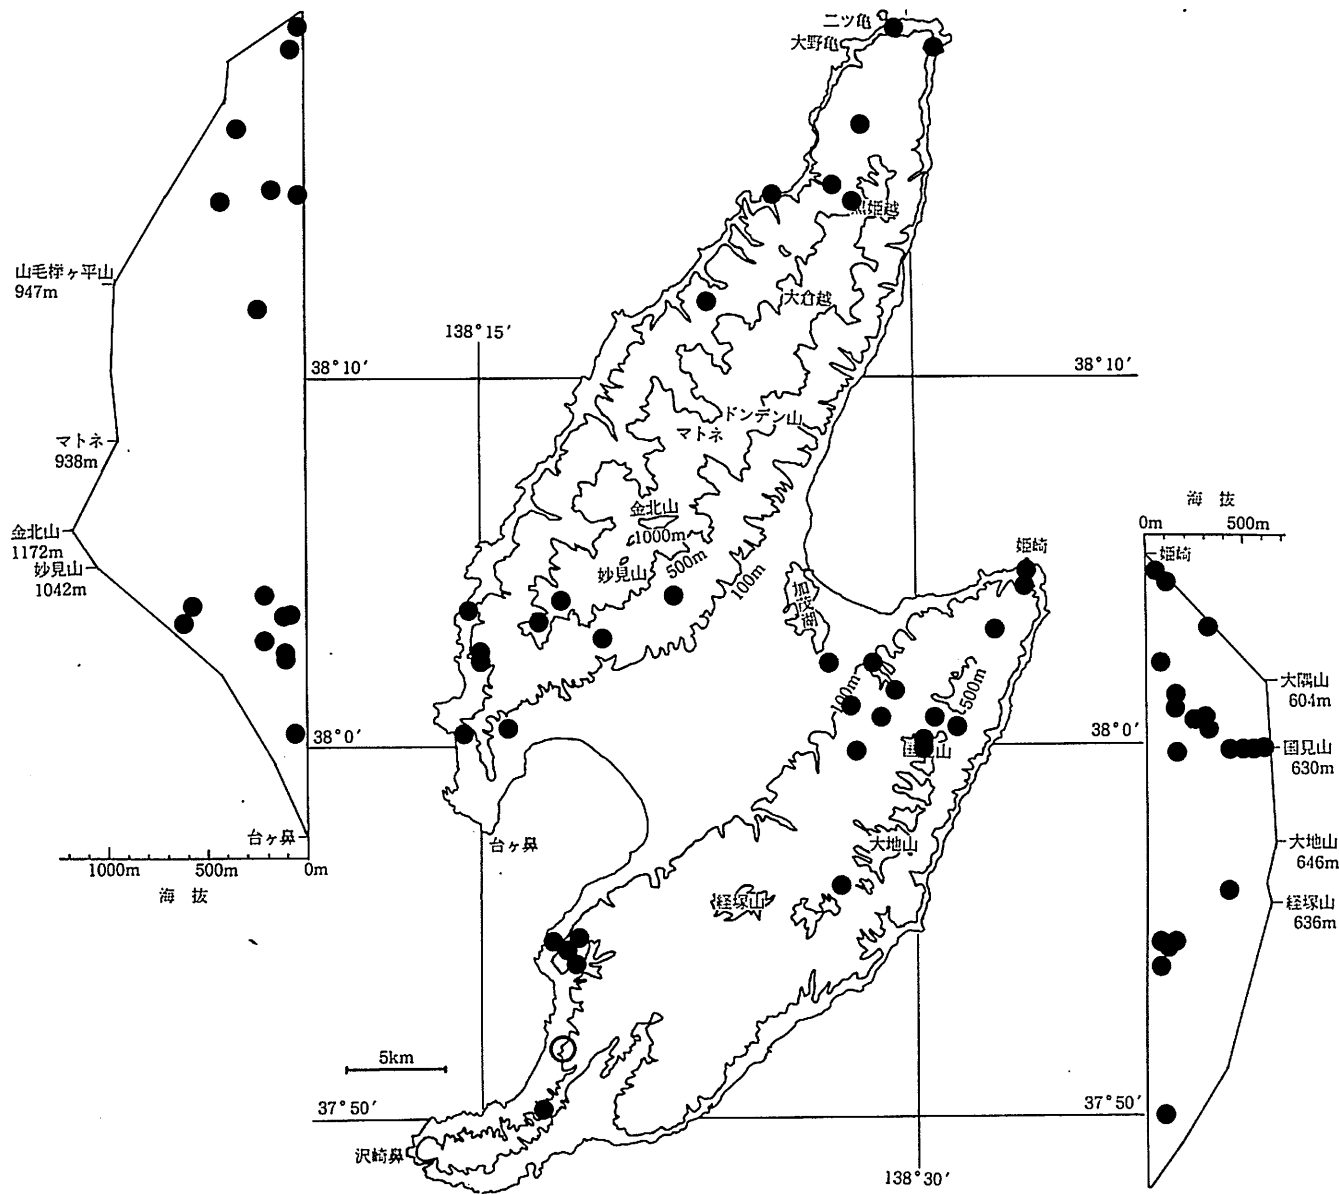 二ツ亀
大野亀
黒姫越
大倉越
138°15′
38°10′
38°10′
ドンデン山
マトネ
金北山
1000m
妙見山
500m
100m
加茂湖
姫崎
100m
500m
国見山
38°0′
38°0′
台ヶ鼻
大地山
経塚山
5km
37°50′
37°50′
沢崎鼻
138°30′
山毛欅ヶ平山
947m
マトネ
938m
金北山
1172m
妙見山
1042m
台ヶ鼻
1000m
500m
0m
海抜
海抜
0m
500m
姫崎
大隅山
604m
国見山
630m
大地山
646m
経塚山
636m